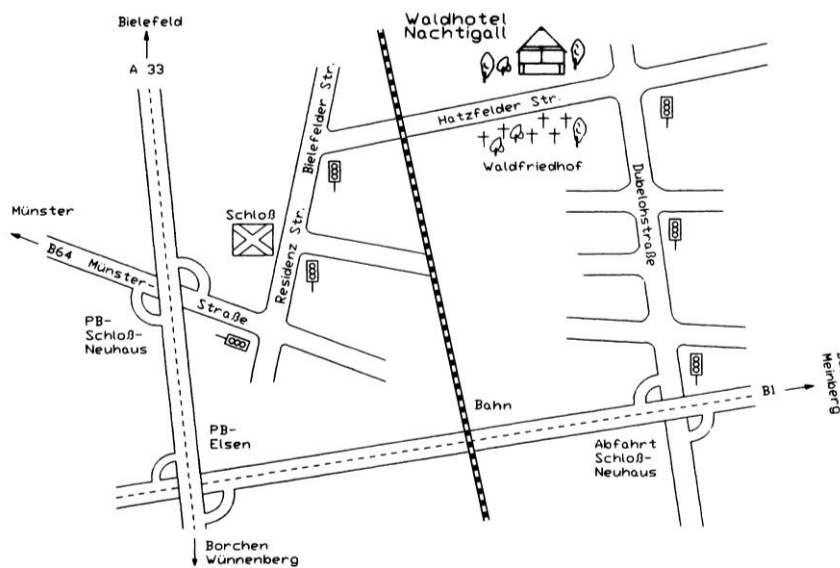 Bielefeld
A 33
Waldhotel
Nachtigall
Bielefelder Str.
Hatzfelder Str.
Waldfriedhof
Dubelohstraße
Münster
Schloß
B64 Münster-
Straße
Residenz Str.
PB-
Schloß-
Neuhaus
PB-
Elsen
Bahn
B1
Meinberg
Abfahrt
Schloß-
Neuhaus
Borchen
Wünnenberg